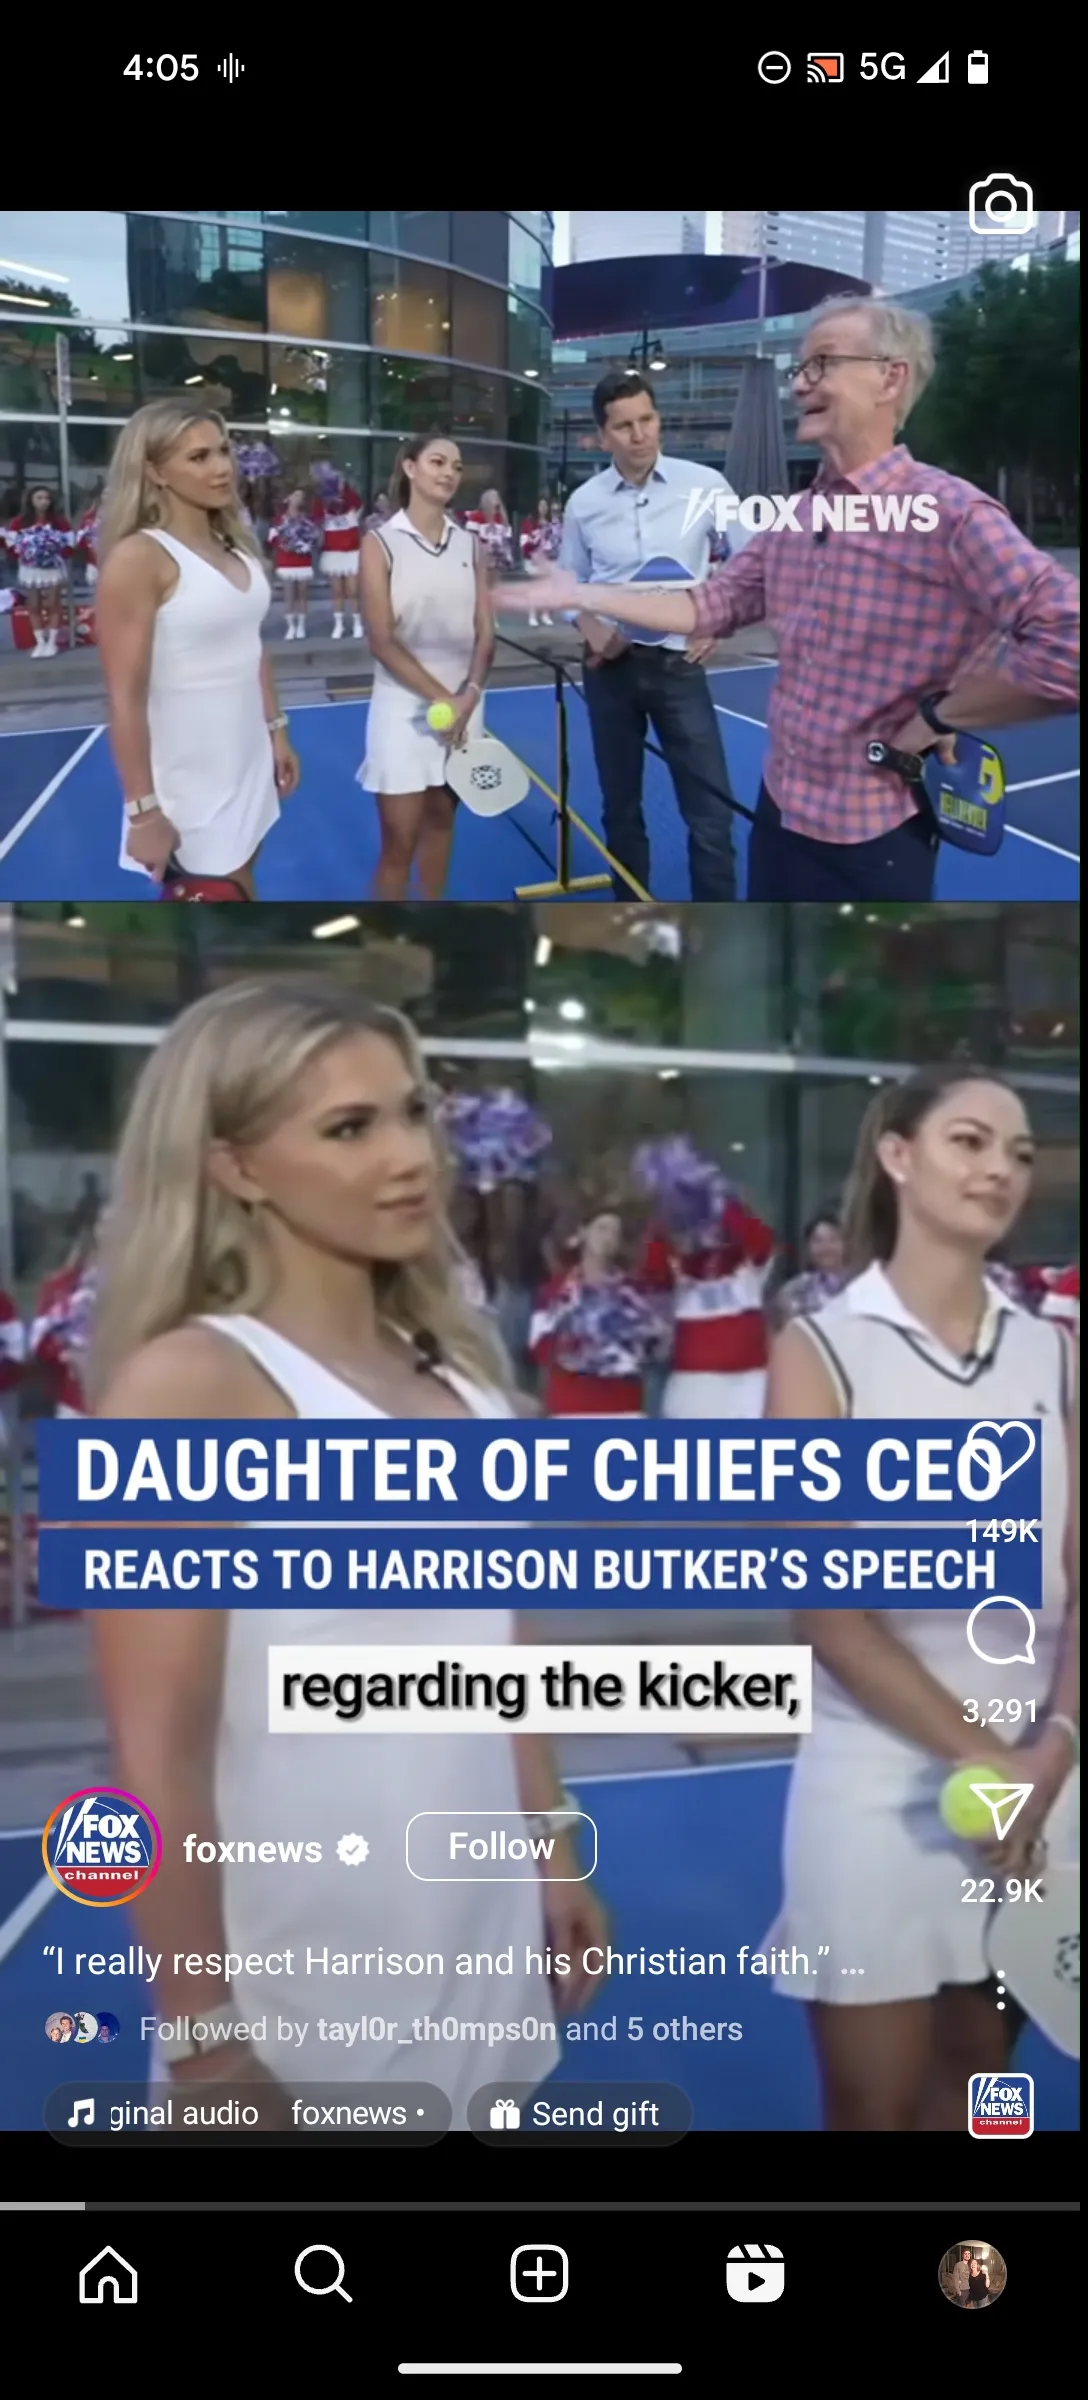 4:05
5G
FOX NEWS
DAUGHTER OF CHIEFS CEO
149K
REACTS TO HARRISON BUTKER’S SPEECH
regarding the kicker,
3,291
FOX
NEWS
channel
foxnews
Follow
22.9K
“I really respect Harrison and his Christian faith.” ...
Followed by tayl0r_th0mps0n and 5 others
ginal audio foxnews •
Send gift
FOX
NEWS
channel